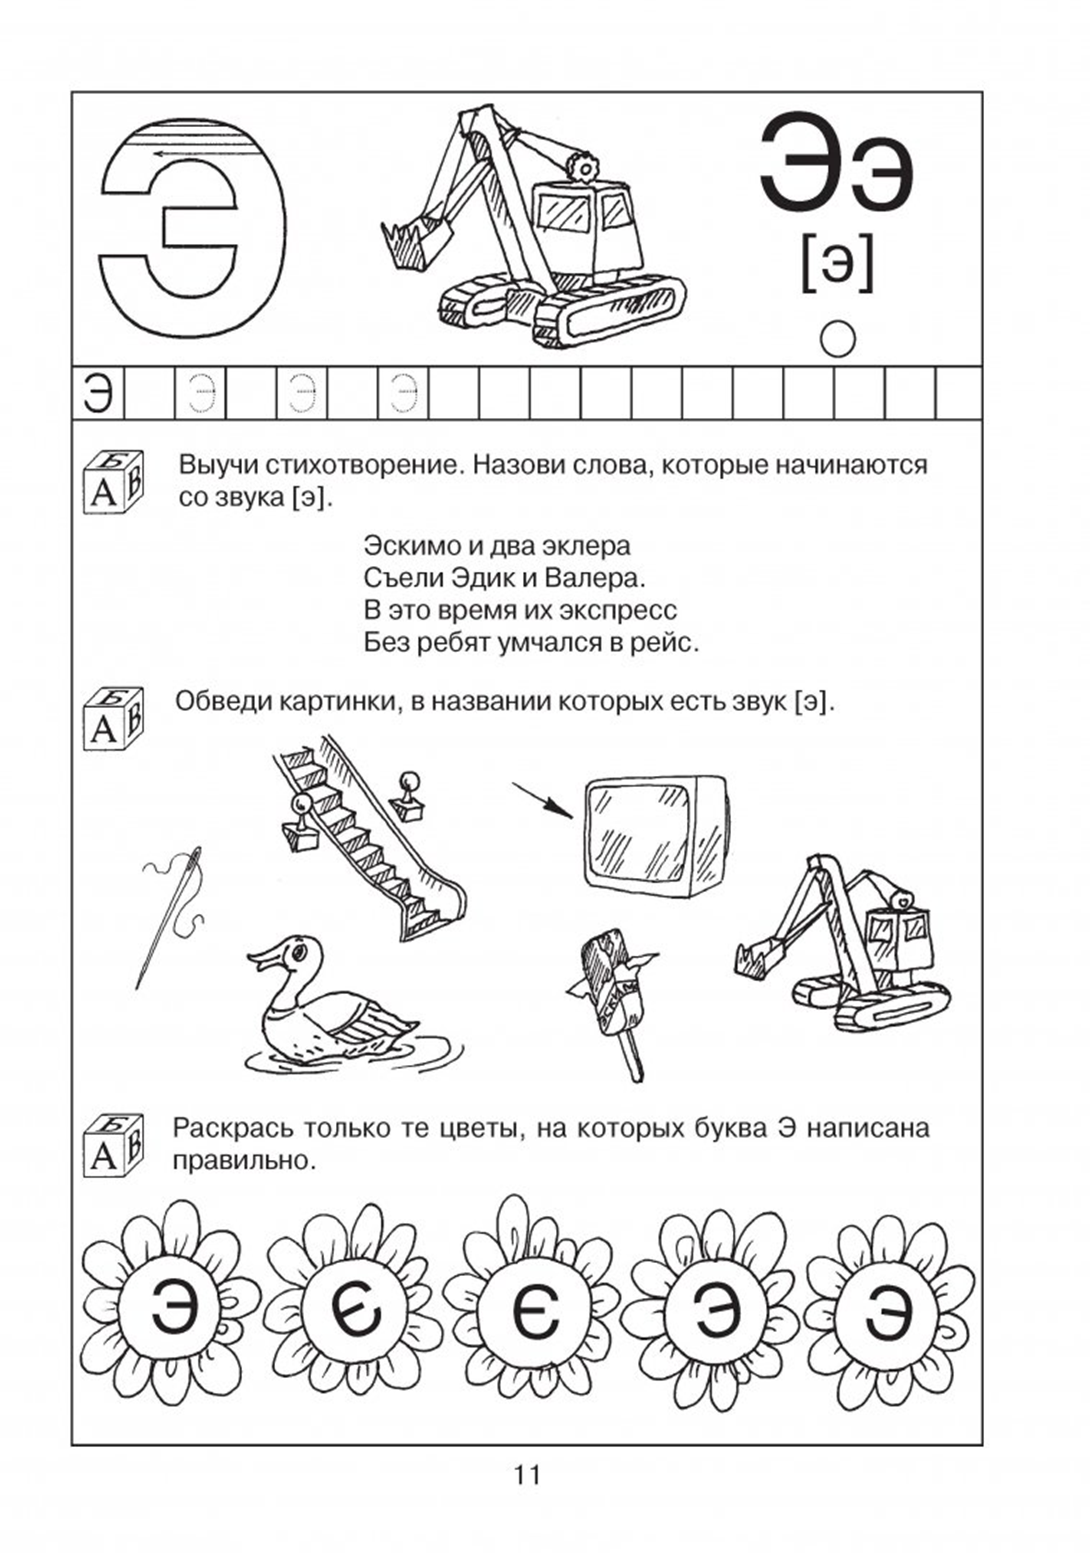 Э
Ээ
[э]
Э Э Э Э
Б
А В
Выучи стихотворение. Назови слова, которые начинаются
со звука [э].
Эскимо и два эклера
Съели Эдик и Валера.
В это время их экспресс
Без ребят умчался в рейс.
Б
А В
Обведи картинки, в названии которых есть звук [э].
ЭСКИМО
Б
А В
Раскрась только те цветы, на которых буква Э написана
правильно.
Э Є Є Э Э
11